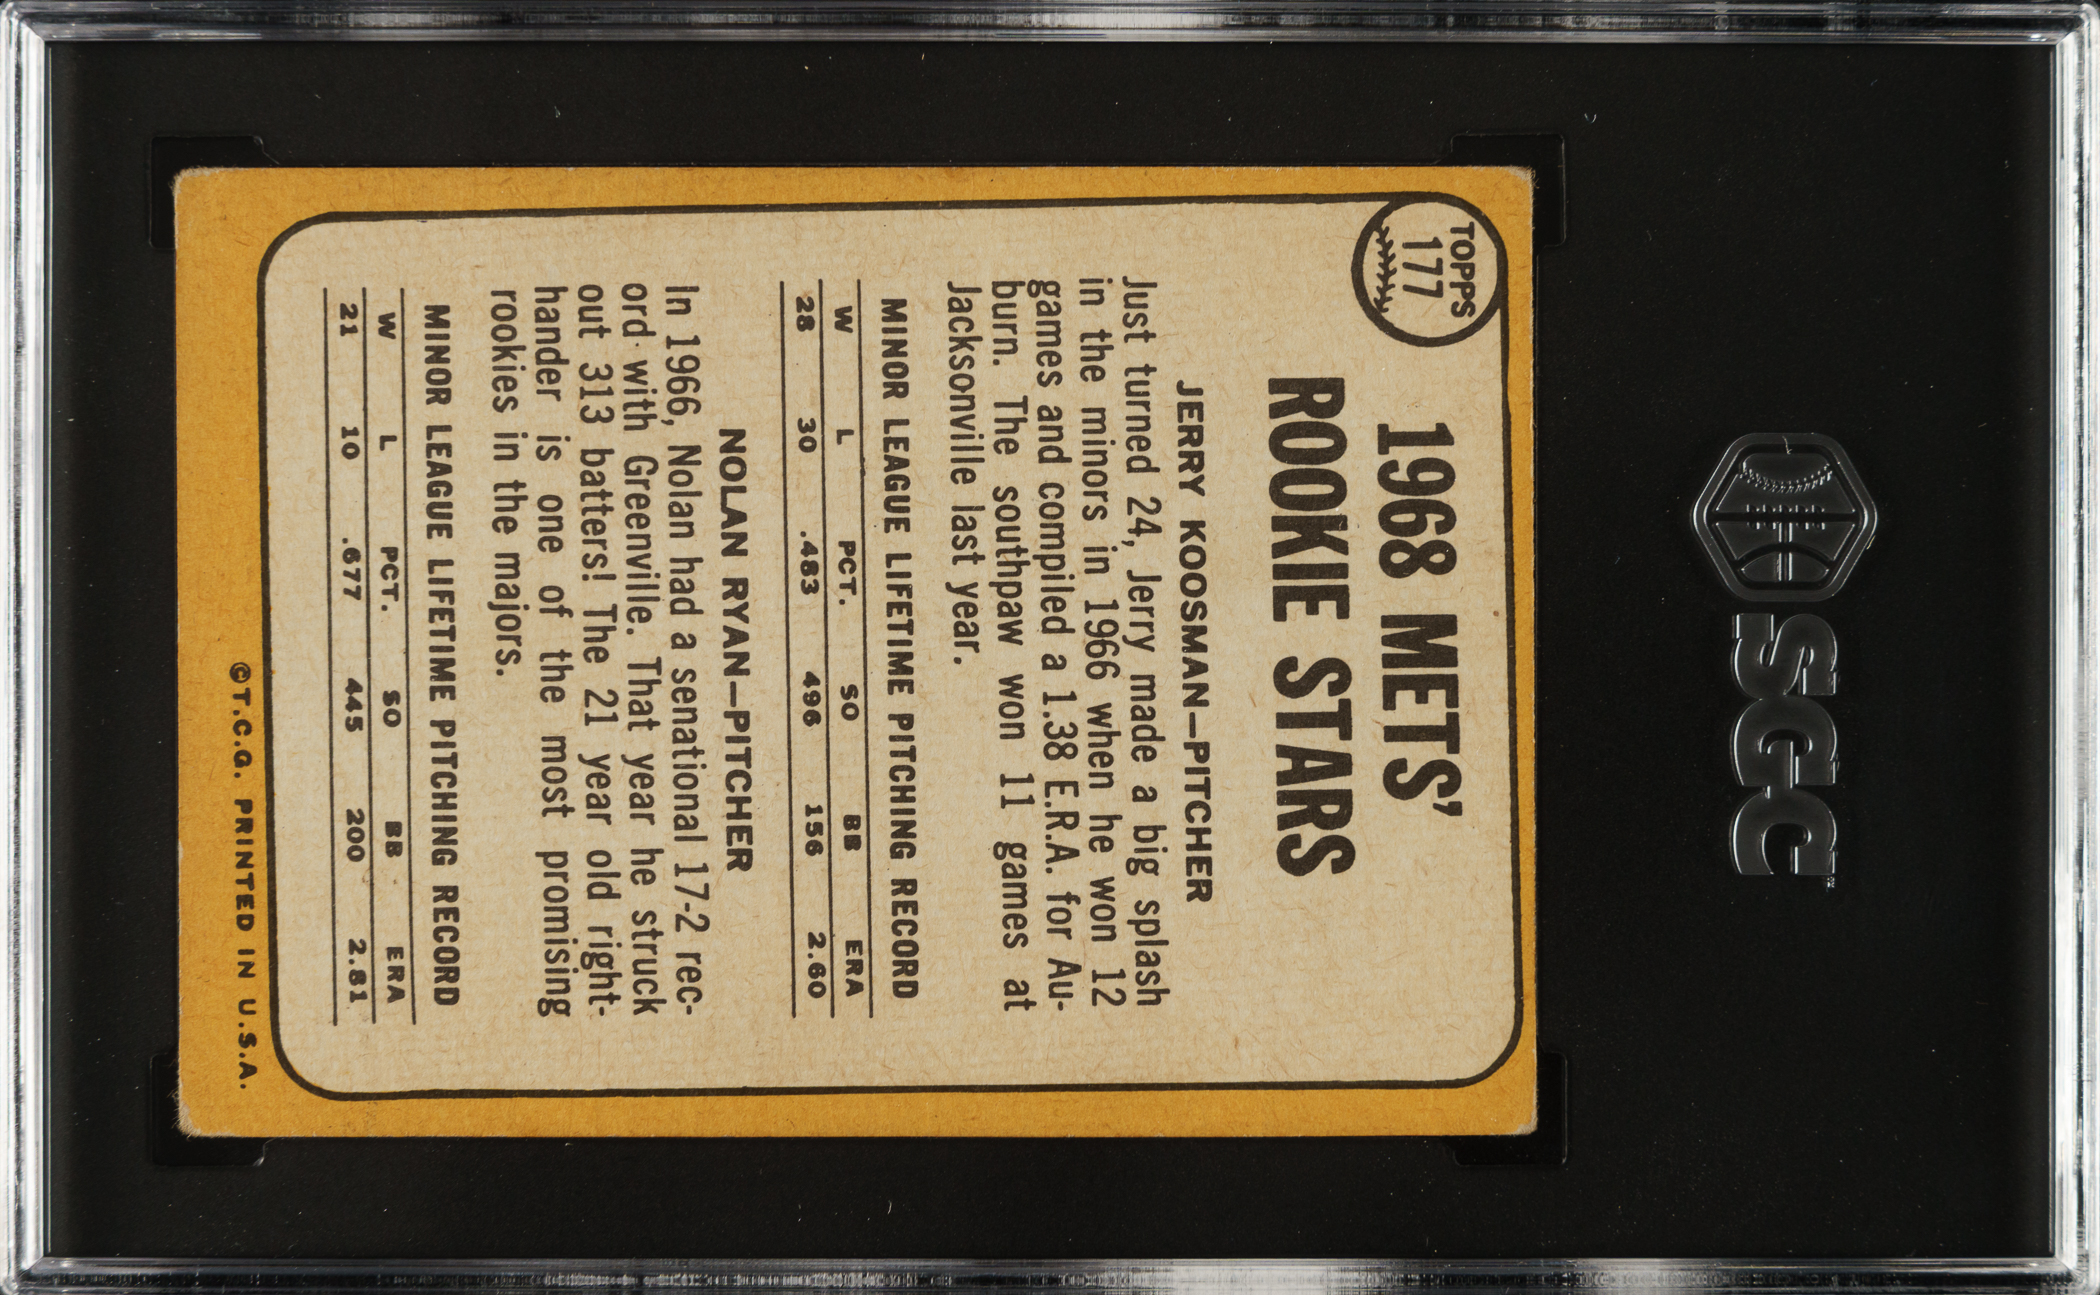 TOPPS
177
1968 METS'
ROOKIE STARS
JERRY KOOSMAN—PITCHER
Just turned 24, Jerry made a big splash
in the minors in 1966 when he won 12
games and compiled a 1.38 E.R.A. for Au-
burn. The southpaw won 11 games at
Jacksonville last year.
MINOR LEAGUE LIFETIME PITCHING RECORD
W L PCT. SO BB ERA
28 30 .483 496 156 2.60
NOLAN RYAN—PITCHER
In 1966, Nolan had a senational 17-2 rec-
ord with Greenville. That year he struck
out 313 batters! The 21 year old right-
hander is one of the most promising
rookies in the majors.
MINOR LEAGUE LIFETIME PITCHING RECORD
W L PCT. SO BB ERA
21 10 .677 445 200 2.81
©T.C.G. PRINTED IN U.S.A.
SGC